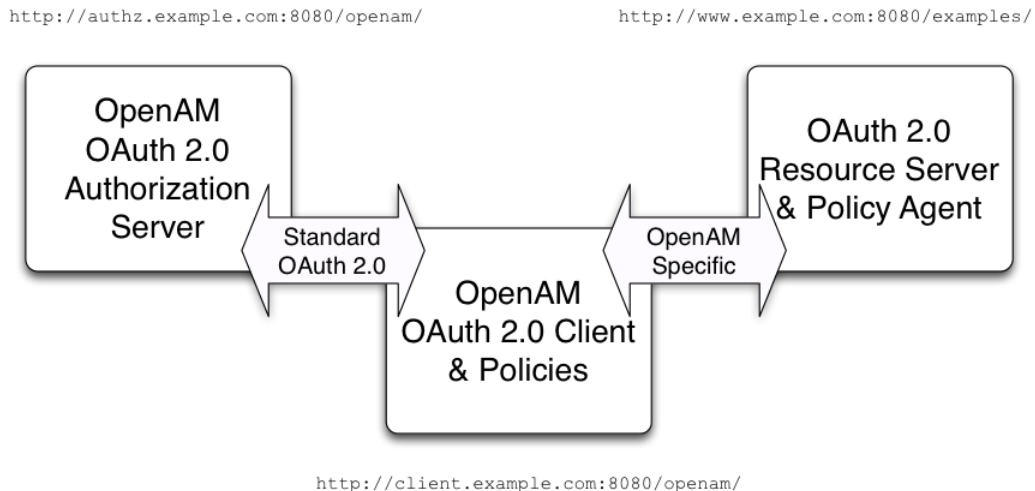 http://authz.example.com:8080/openam/
http://www.example.com:8080/examples/
OpenAM
OAuth 2.0
Authorization
Server
OAuth 2.0
Resource Server
& Policy Agent
Standard
OAuth 2.0
OpenAM
Specific
OpenAM
OAuth 2.0 Client
& Policies
http://client.example.com:8080/openam/